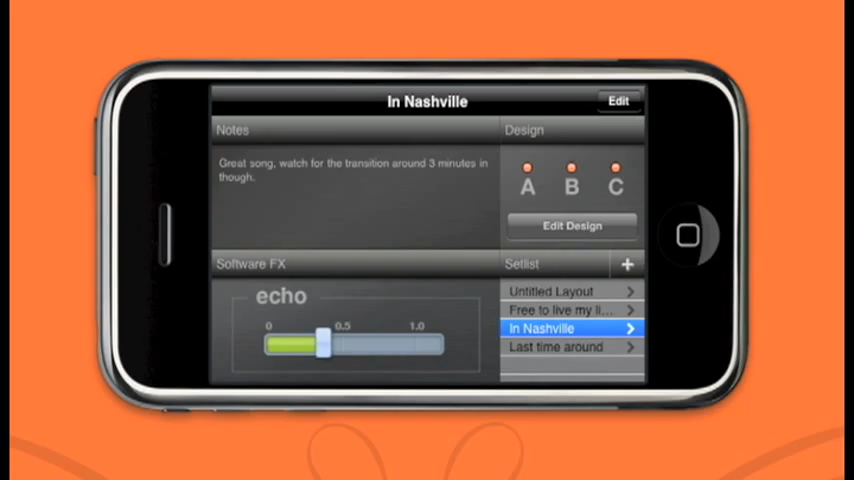 In Nashville
Edit
Notes
Design
Great song, watch for the transition around 3 minutes in
though.
A B C
Edit Design
Software FX
Setlist +
echo
0 0.5 1.0
Untitled Layout
Free to live my li...
In Nashville
Last time around